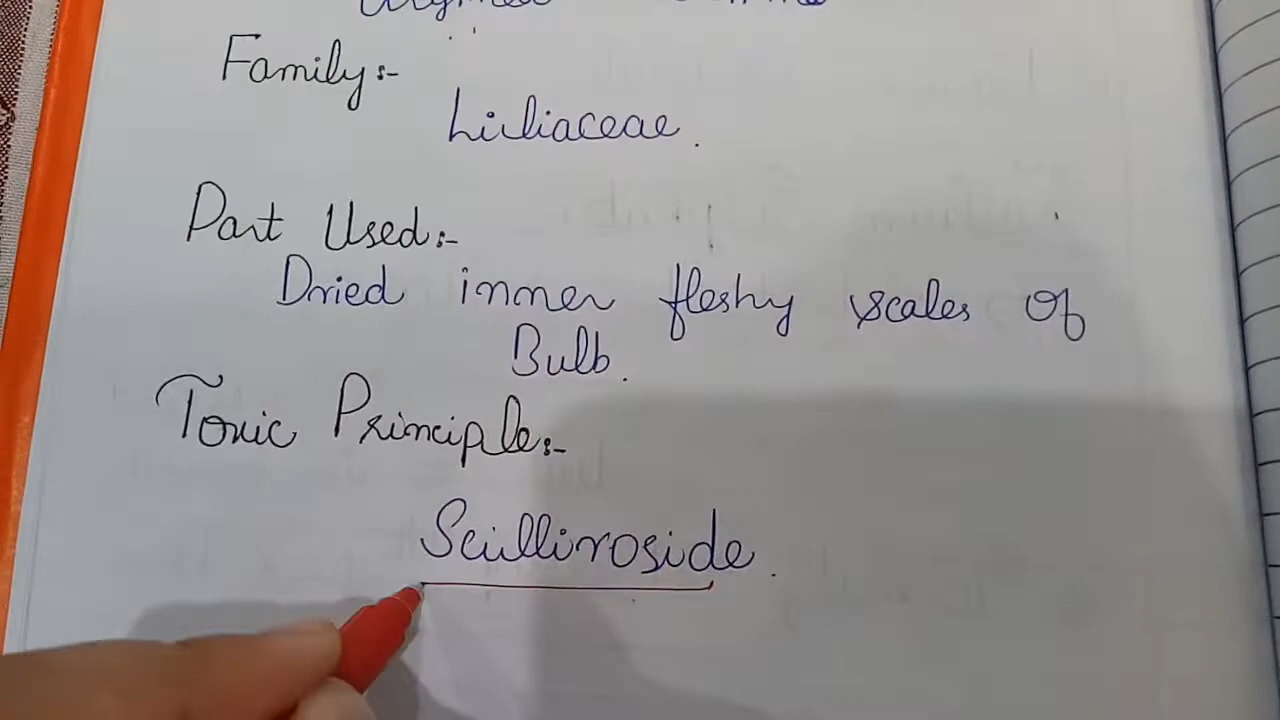 Family:-
Liliaceae.
Part Used:-
Dried inner fleshy scales of
Bulb.
Toxic Principle:-
Scilliroside.